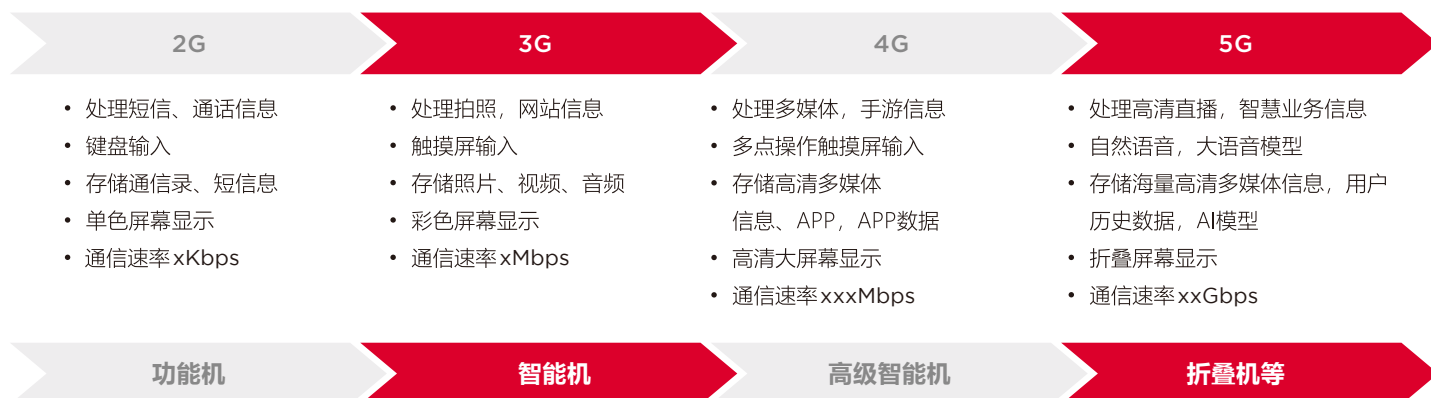 2G
3G
4G
5G
• 处理短信、通话信息
• 键盘输入
• 存储通信录、短信息
• 单色屏幕显示
• 通信速率xKbps
• 处理拍照，网站信息
• 触摸屏输入
• 存储照片、视频、音频
• 彩色屏幕显示
• 通信速率xMbps
• 处理多媒体，手游信息
• 多点操作触摸屏输入
• 存储高清多媒体
信息、APP，APP数据
• 高清大屏幕显示
• 通信速率xxxMbps
• 处理高清直播，智慧业务信息
• 自然语音，大语音模型
• 存储海量高清多媒体信息，用户
历史数据，AI模型
• 折叠屏幕显示
• 通信速率xxGbps
功能机
智能机
高级智能机
折叠机等